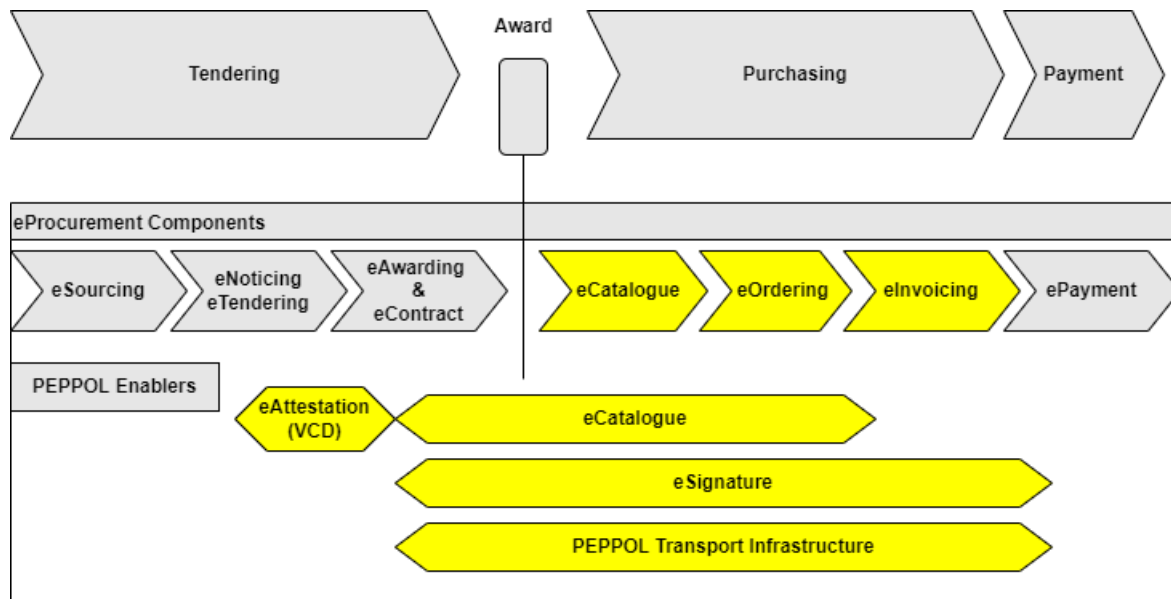 Award
Tendering
Purchasing
Payment
eProcurement Components
eSourcing
eNoticing
eTendering
eAwarding
&
eContract
eCatalogue
eOrdering
eInvoicing
ePayment
PEPPOL Enablers
eAttestation
(VCD)
eCatalogue
eSignature
PEPPOL Transport Infrastructure